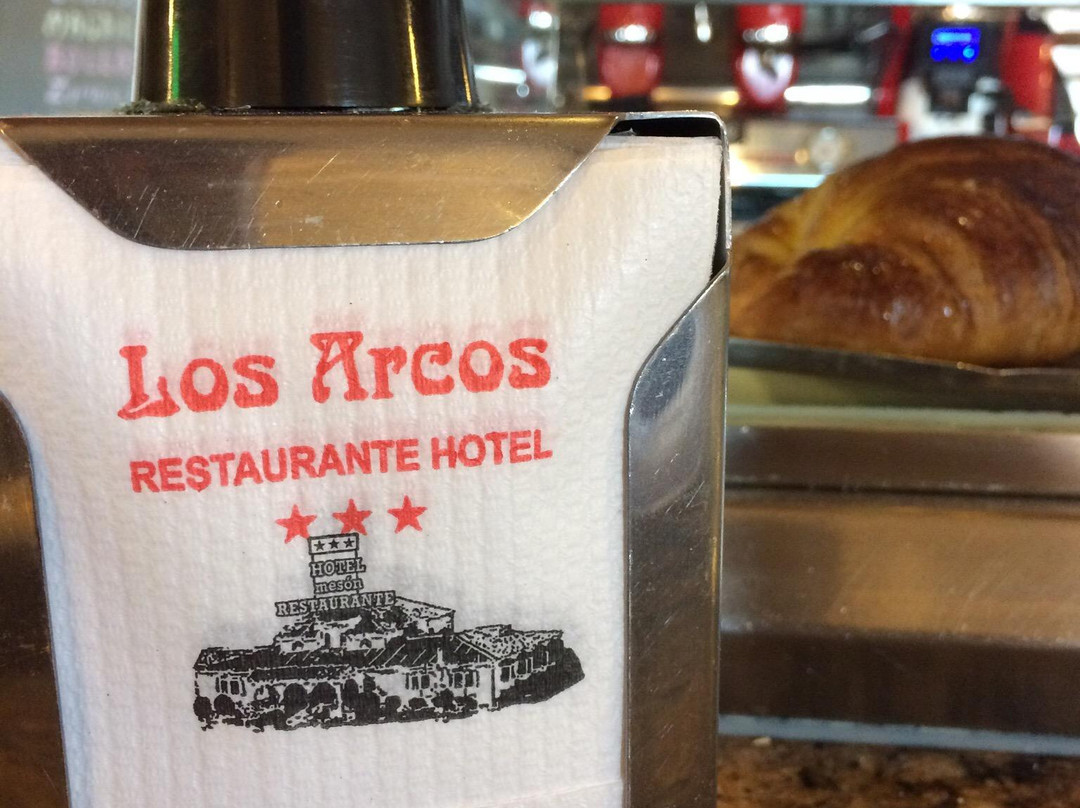 Los Arcos
RESTAURANTE HOTEL
HOTEL
mesón
RESTAURANTE